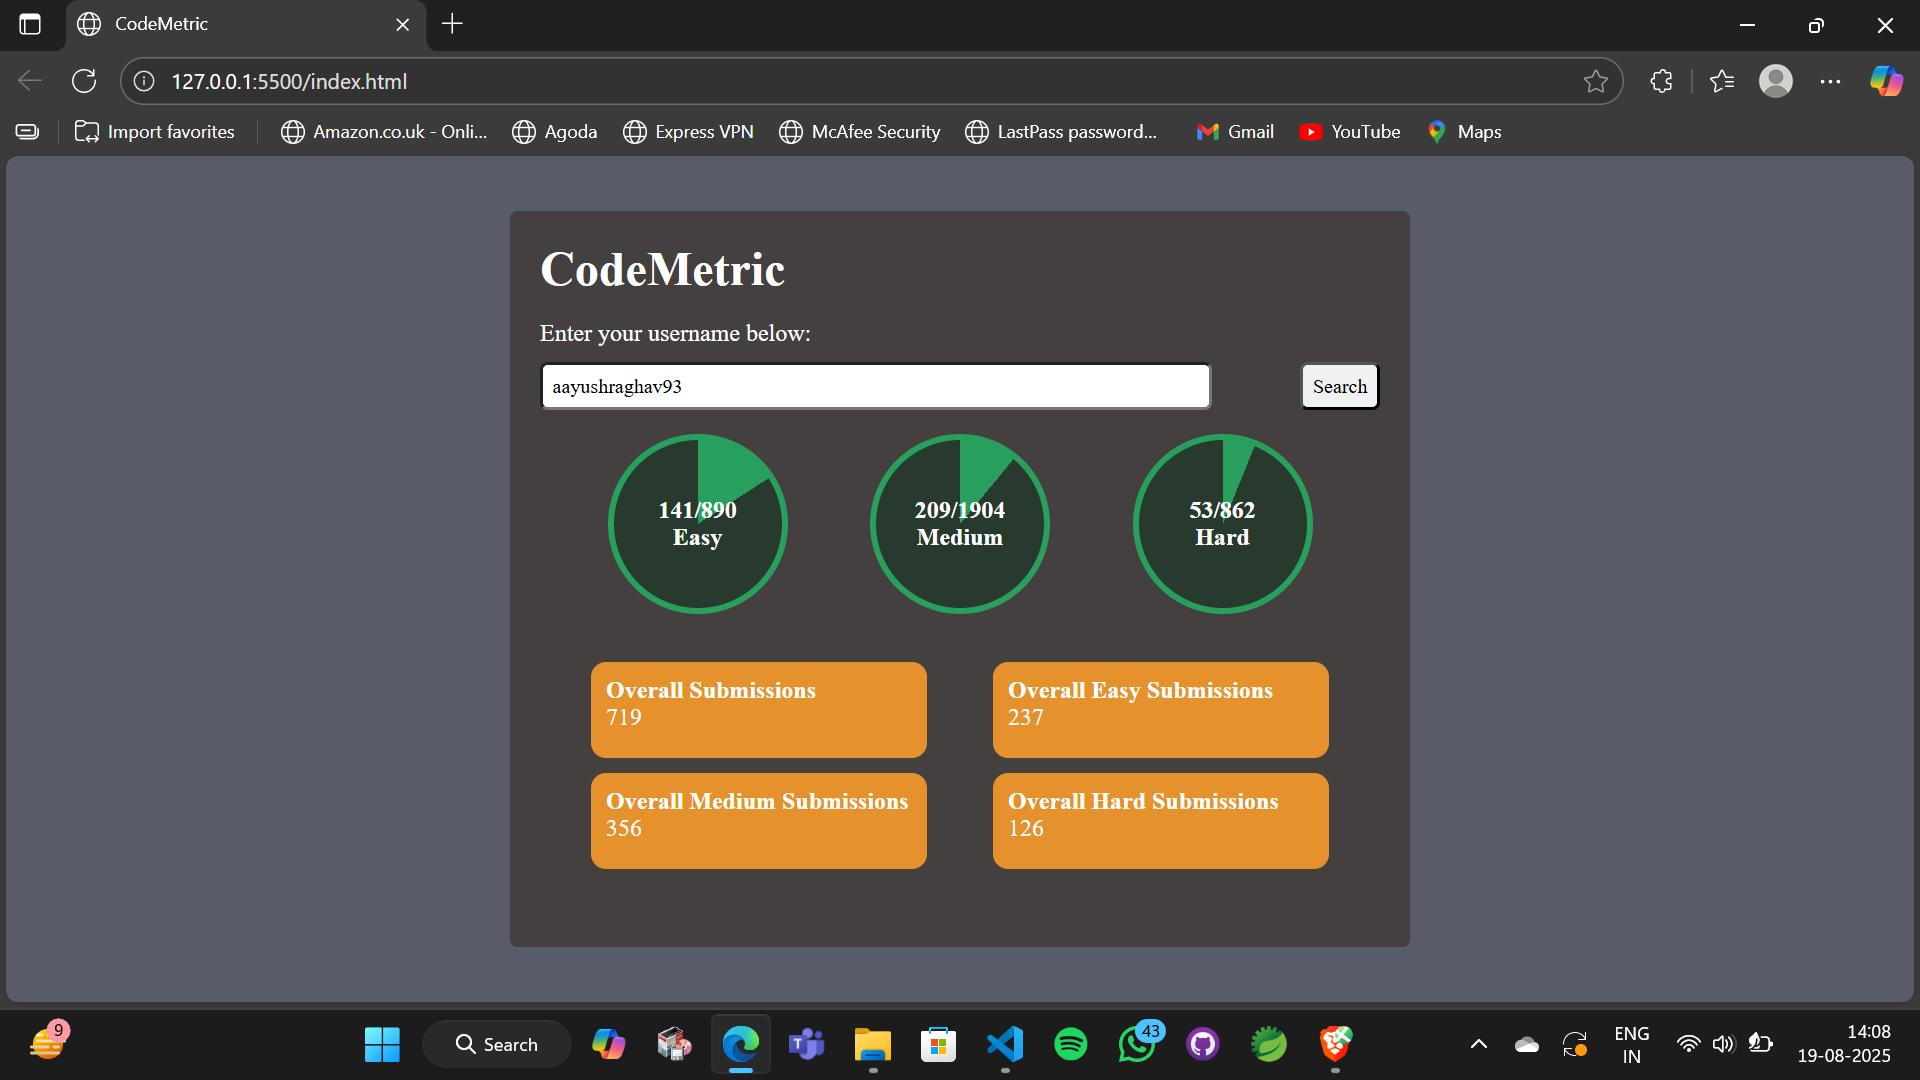 CodeMetric
127.0.0.1:5500/index.html
Import favorites
Amazon.co.uk - Onli...
Agoda
Express VPN
McAfee Security
LastPass password...
Gmail
YouTube
Maps
CodeMetric
Enter your username below:
aayushraghav93
Search
141/890
Easy
209/1904
Medium
53/862
Hard
Overall Submissions
719
Overall Easy Submissions
237
Overall Medium Submissions
356
Overall Hard Submissions
126
9
Search
T
43
ENG
IN
14:08
19-08-2025